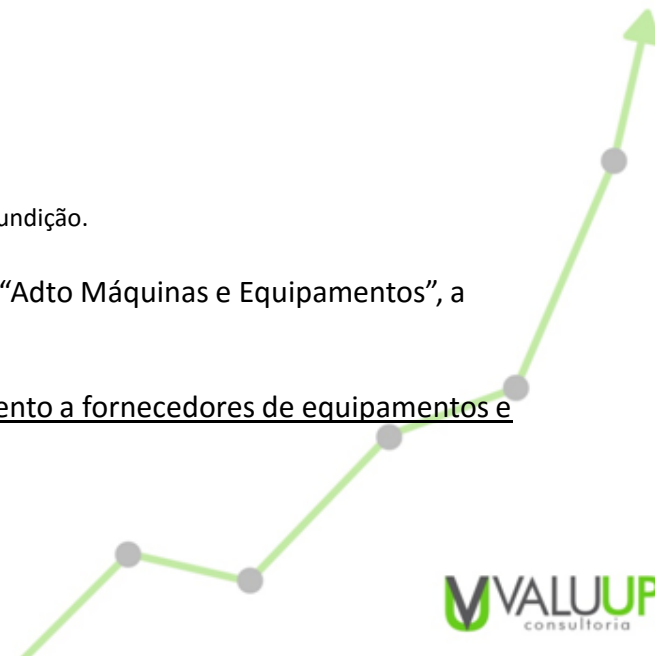 undição.
“Adto Máquinas e Equipamentos”, a
ento a fornecedores de equipamentos e
VALUUP
consultoria